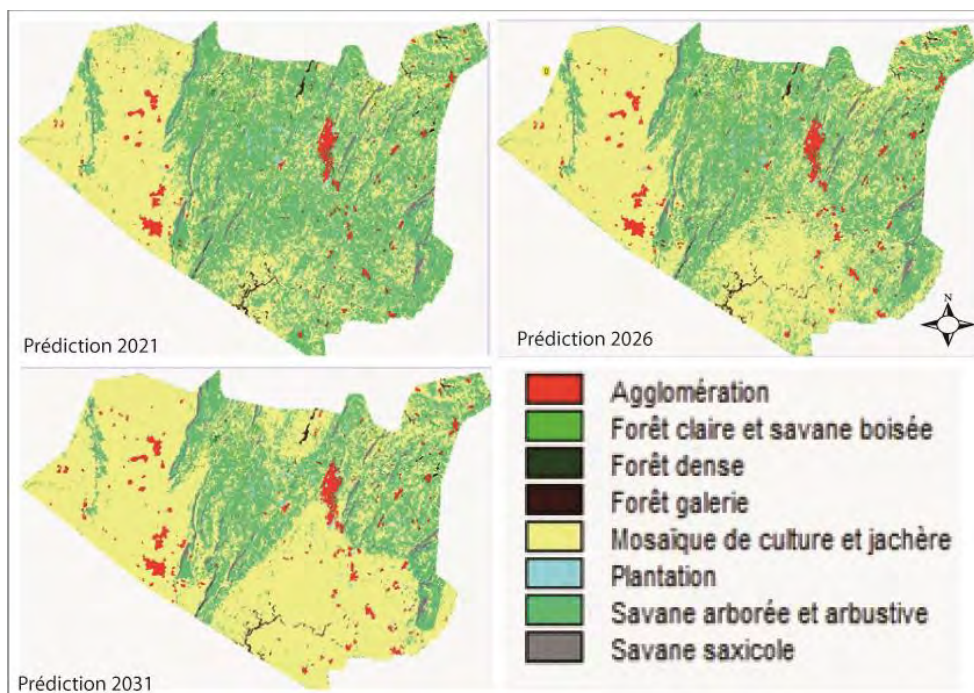 Prédiction 2021
Prédiction 2026
N
Prédiction 2031
Agglomération
Forêt claire et savane boisée
Forêt dense
Forêt galerie
Mosaïque de culture et jachère
Plantation
Savane arborée et arbustive
Savane saxicole